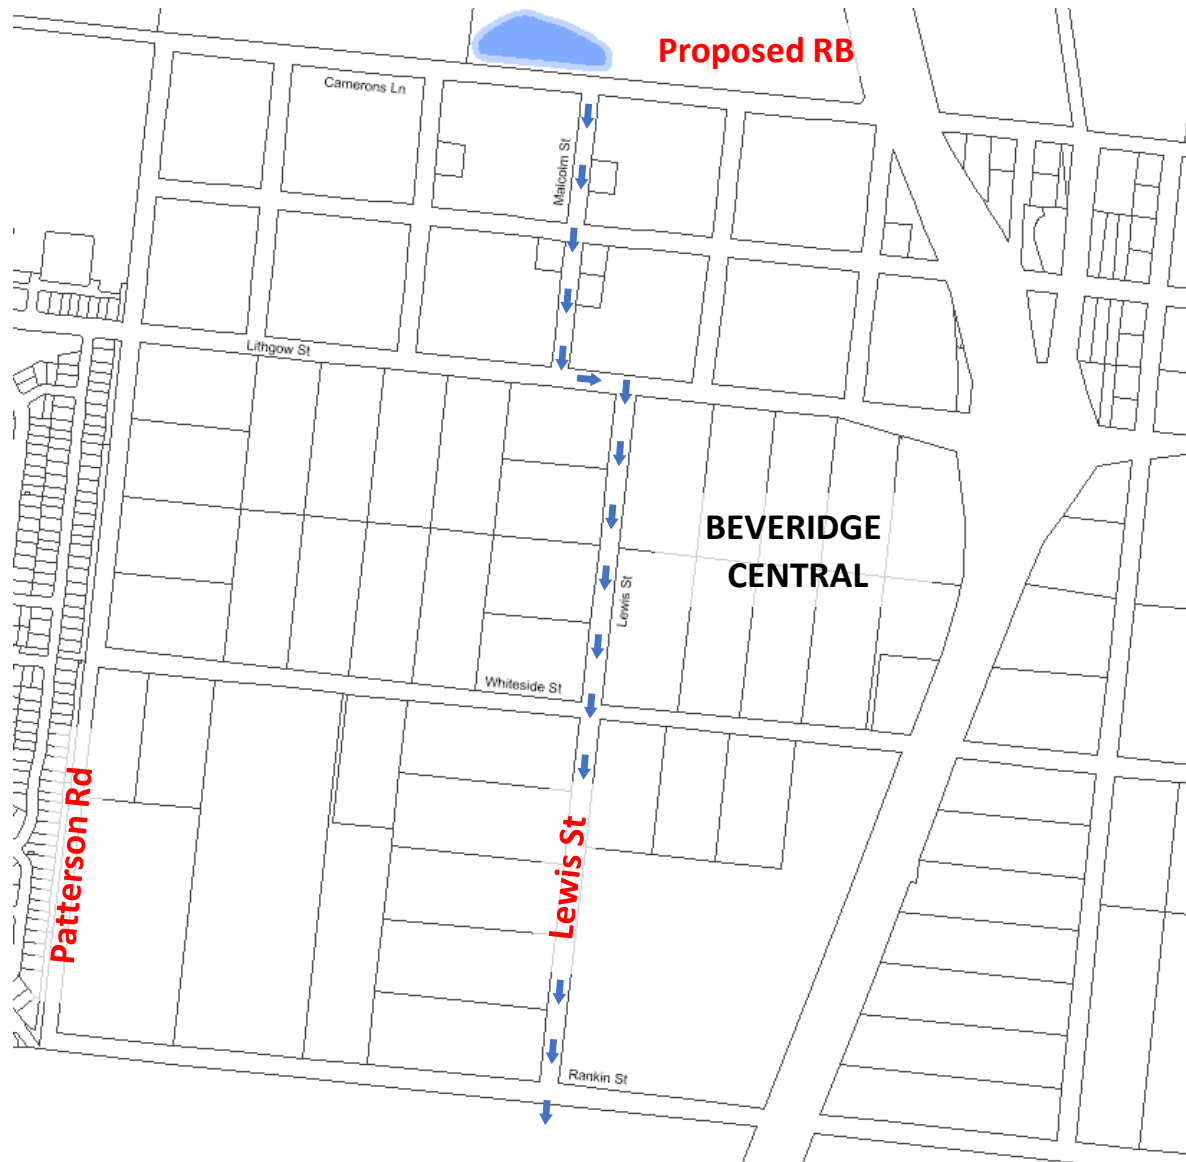 Proposed RB
Camerons Ln
Malcolm St
Lithgow St
BEVERIDGE
CENTRAL
Lewis St
Whiteside St
Patterson Rd
Lewis St
Rankin St